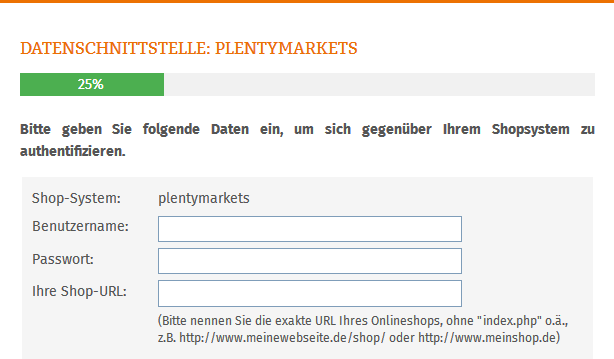 DATENSCHNITTSTELLE: PLENTYMARKETS
25%
Bitte geben Sie folgende Daten ein, um sich gegenüber Ihrem Shopsystem zu
authentifizieren.
Shop-System: plentymarkets
Benutzername:
Passwort:
Ihre Shop-URL:
(Bitte nennen Sie die exakte URL Ihres Onlineshops, ohne "index.php" o.ä.,
z.B. http://www.meinewebseite.de/shop/ oder http://www.meinshop.de)